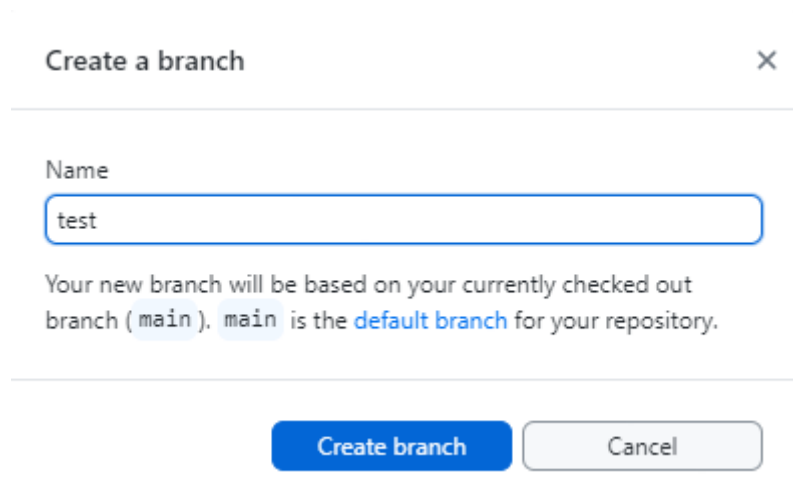 Create a branch
Name
test
Your new branch will be based on your currently checked out
branch ( main ). main is the default branch for your repository.
Create branch
Cancel